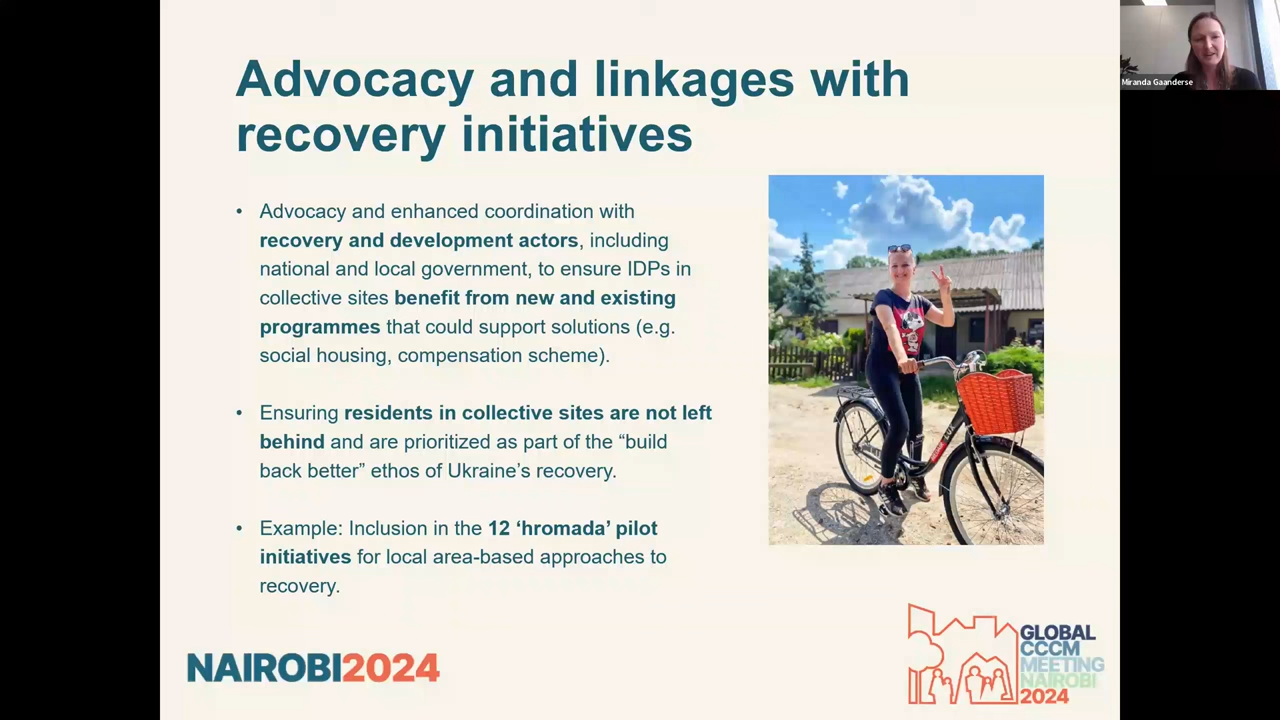 Advocacy and linkages with
recovery initiatives
• Advocacy and enhanced coordination with
recovery and development actors, including
national and local government, to ensure IDPs in
collective sites benefit from new and existing
programmes that could support solutions (e.g.
social housing, compensation scheme).
• Ensuring residents in collective sites are not left
behind and are prioritized as part of the “build
back better” ethos of Ukraine’s recovery.
• Example: Inclusion in the 12 ‘hromada’ pilot
initiatives for local area-based approaches to
recovery.
NAIROBI2024
GLOBAL
CCCM
MEETING
NAIROBI
2024
Miranda Gaanderse